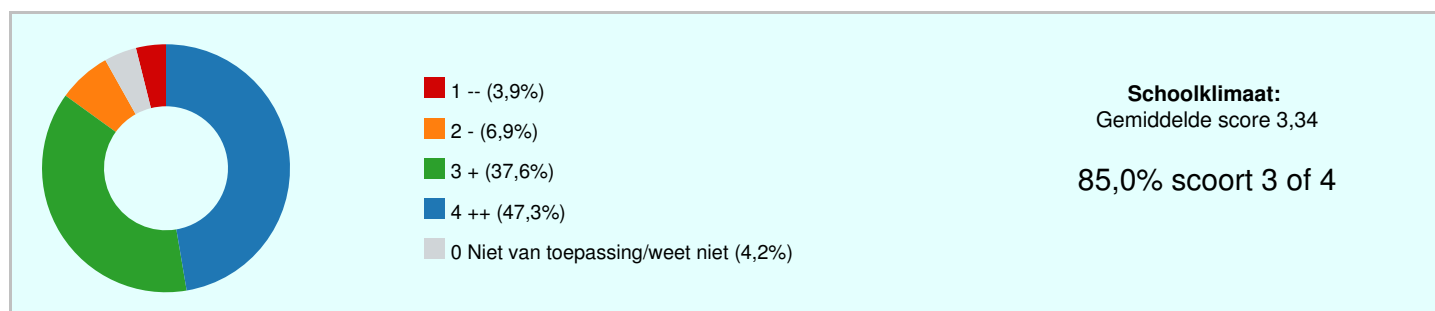 1 -- (3,9%)
2 - (6,9%)
3 + (37,6%)
4 ++ (47,3%)
0 Niet van toepassing/weet niet (4,2%)
Schoolklimaat:
Gemiddelde score 3,34
85,0% scoort 3 of 4